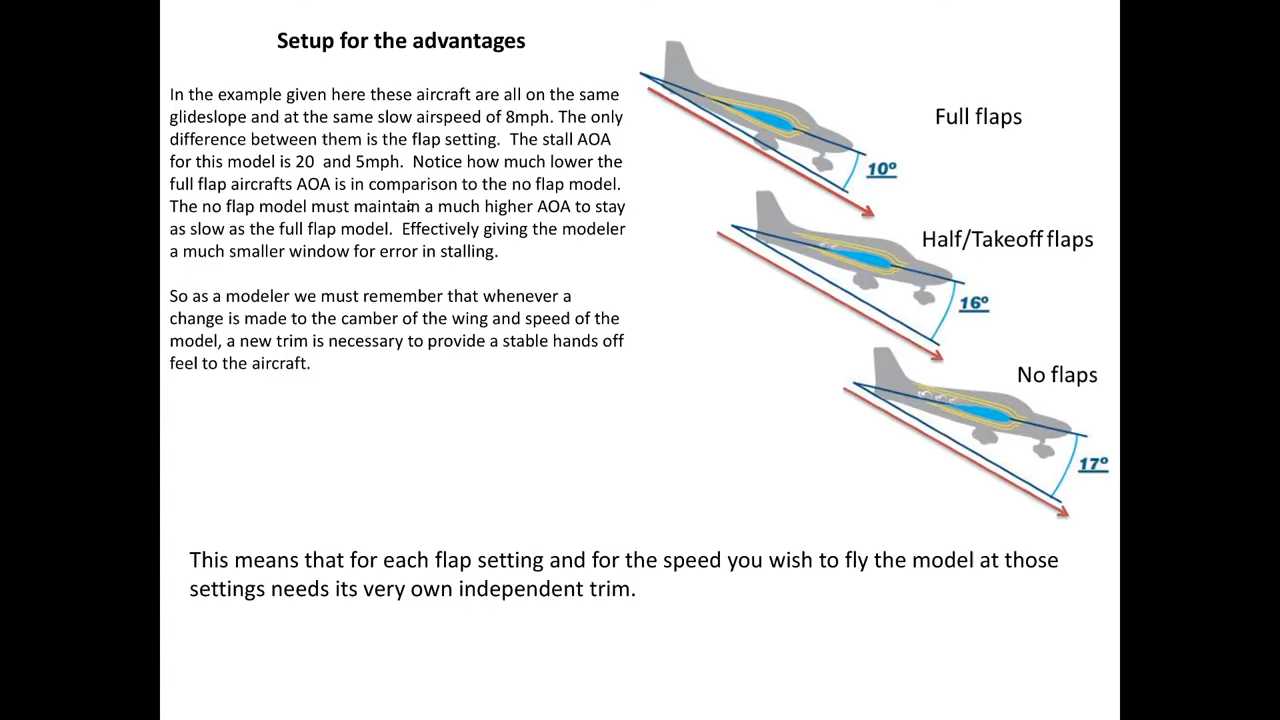 Setup for the advantages
In the example given here these aircraft are all on the same
glideslope and at the same slow airspeed of 8mph. The only
difference between them is the flap setting.  The stall AOA
for this model is 20  and 5mph.  Notice how much lower the
full flap aircrafts AOA is in comparison to the no flap model.
The no flap model must maintain a much higher AOA to stay
as slow as the full flap model.  Effectively giving the modeler
a much smaller window for error in stalling.
So as a modeler we must remember that whenever a
change is made to the camber of the wing and speed of the
model, a new trim is necessary to provide a stable hands off
feel to the aircraft.
Full flaps
10º
Half/Takeoff flaps
16º
No flaps
17º
This means that for each flap setting and for the speed you wish to fly the model at those
settings needs its very own independent trim.